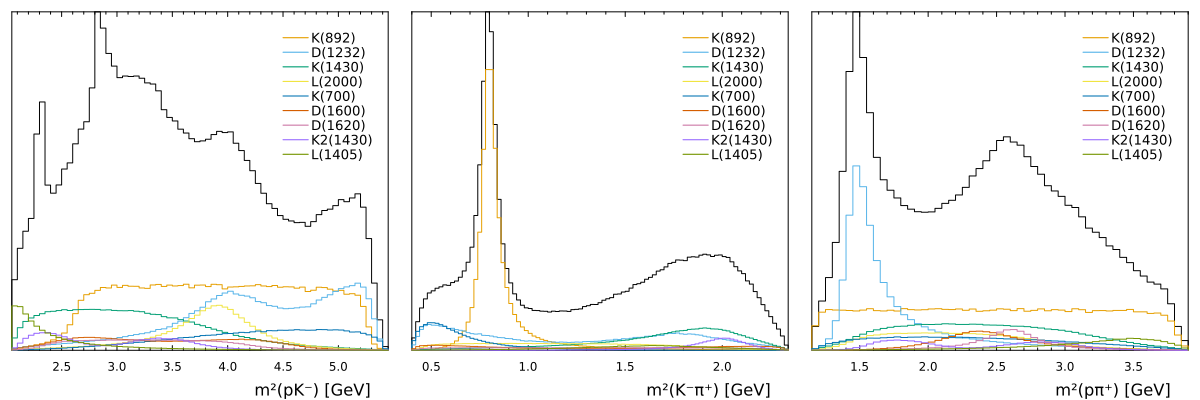 K(892)
D(1232)
K(1430)
L(2000)
K(700)
D(1600)
D(1620)
K2(1430)
L(1405)
2.5 3.0 3.5 4.0 4.5 5.0
m²(pK⁻) [GeV]
K(892)
D(1232)
K(1430)
L(2000)
K(700)
D(1600)
D(1620)
K2(1430)
L(1405)
0.5 1.0 1.5 2.0
m²(K⁻π⁺) [GeV]
K(892)
D(1232)
K(1430)
L(2000)
K(700)
D(1600)
D(1620)
K2(1430)
L(1405)
1.5 2.0 2.5 3.0 3.5
m²(pπ⁺) [GeV]